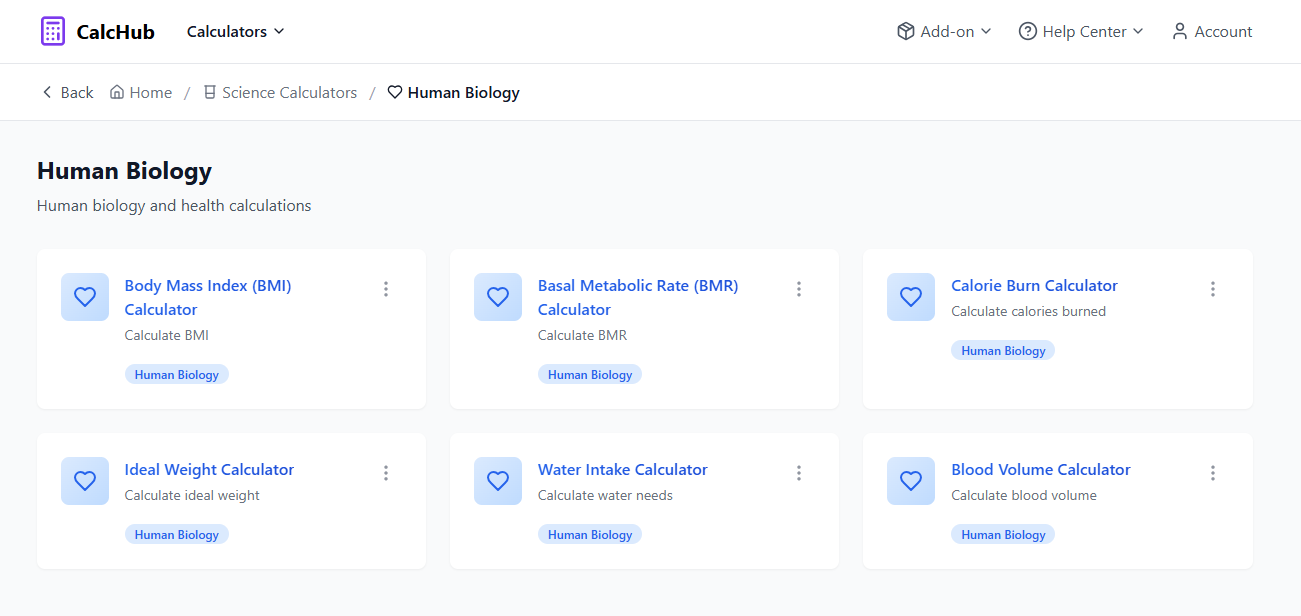 CalcHub
Calculators
Add-on
Help Center
Account
Back
Home
/
Science Calculators
/
Human Biology
Human Biology
Human biology and health calculations
Body Mass Index (BMI)
Calculator
Calculate BMI
Human Biology
Basal Metabolic Rate (BMR)
Calculator
Calculate BMR
Human Biology
Calorie Burn Calculator
Calculate calories burned
Human Biology
Ideal Weight Calculator
Calculate ideal weight
Human Biology
Water Intake Calculator
Calculate water needs
Human Biology
Blood Volume Calculator
Calculate blood volume
Human Biology